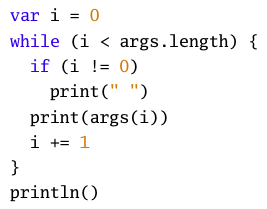 var i = 0
while (i < args.length) {
  if (i != 0)
    print(" ")
  print(args(i))
  i += 1
}
println()